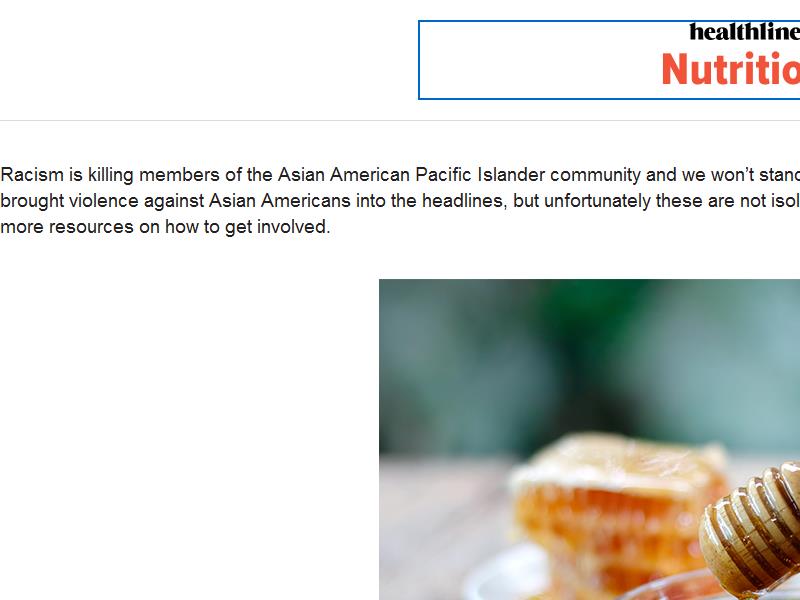 healthline
Nutritio
Racism is killing members of the Asian American Pacific Islander community and we won’t stand
brought violence against Asian Americans into the headlines, but unfortunately these are not isol
more resources on how to get involved.